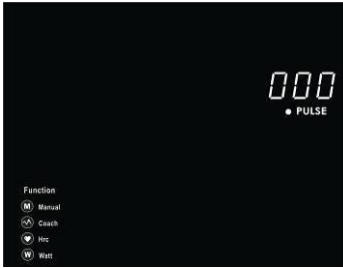 000
PULSE
Function
M Manual
Coach
Hrc
W Watt